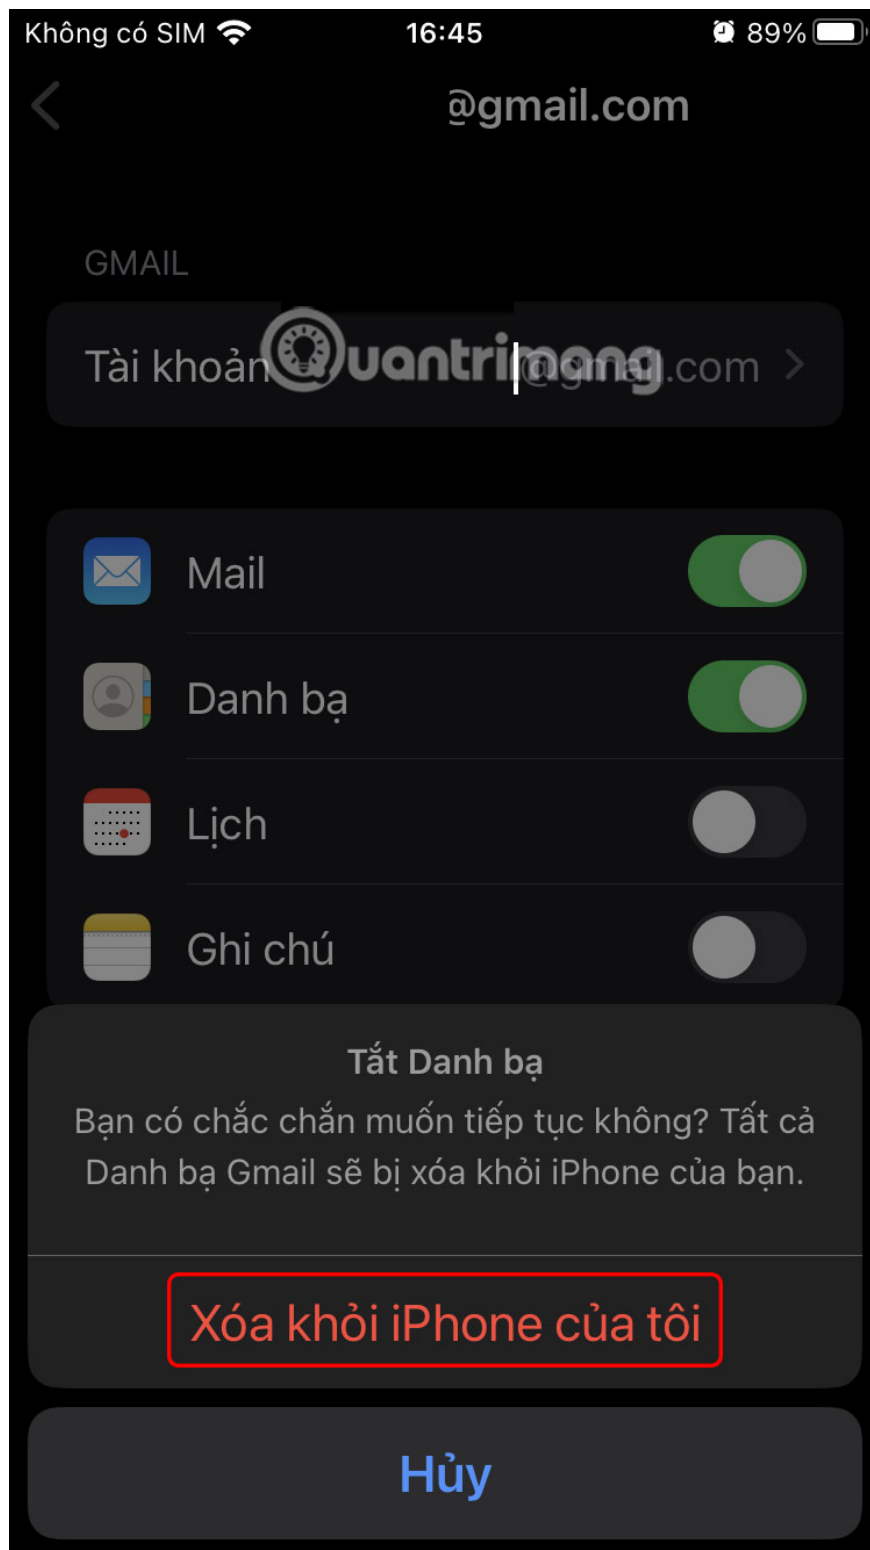 Không có SIM 16:45 89%
@gmail.com
GMAIL
Tài khoản @gmail.com
Quantrimang
Mail
Danh bạ
Lịch
Ghi chú
Tắt Danh bạ
Bạn có chắc chắn muốn tiếp tục không? Tất cả
Danh bạ Gmail sẽ bị xóa khỏi iPhone của bạn.
Xóa khỏi iPhone của tôi
Hủy